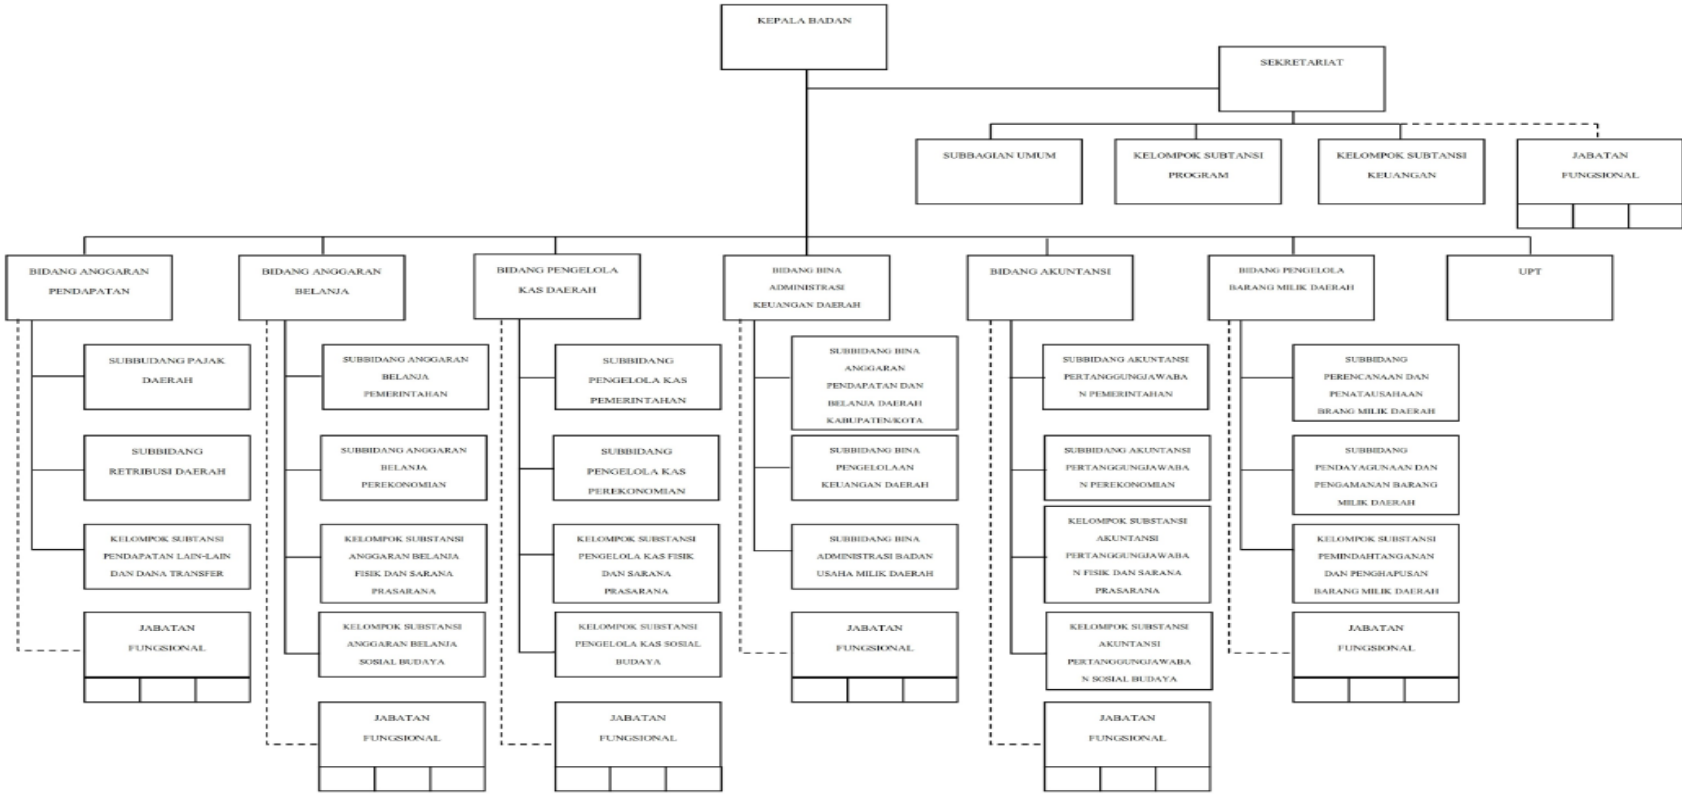 KEPALA BADAN
SEKRETARIAT
SUBBAGIAN UMUM
KELOMPOK SUBTANSI
PROGRAM
KELOMPOK SUBTANSI
KEUANGAN
JABATAN
FUNGSIONAL
BIDANG ANGGARAN
PENDAPATAN
BIDANG ANGGARAN
BELANJA
BIDANG PENGELOLA
KAS DAERAH
BIDANG BINA
ADMINISTRASI
KEUANGAN DAERAH
BIDANG AKUNTANSI
BIDANG PENGELOLA
BARANG MILIK DAERAH
UPT
SUBBUDANG PAJAK
DAERAH
SUBBIDANG
RETRIBUSI DAERAH
KELOMPOK SUBTANSI
PENDAPATAN LAIN-LAIN
DAN DANA TRANSFER
JABATAN
FUNGSIONAL
SUBBIDANG ANGGARAN
BELANJA
PEMERINTAHAN
SUBBIDANG ANGGARAN
BELANJA
PEREKONOMIAN
KELOMPOK SUBSTANSI
ANGGARAN BELANJA
FISIK DAN SARANA
PRASARANA
KELOMPOK SUBSTANSI
ANGGARAN BELANJA
SOSIAL BUDAYA
JABATAN
FUNGSIONAL
SUBBIDANG
PENGELOLA KAS
PEMERINTAHAN
SUBBIDANG
PENGELOLA KAS
PEREKONOMIAN
KELOMPOK SUBSTANSI
PENGELOLA KAS FISIK
DAN SARANA
PRASARANA
KELOMPOK SUBSTANSI
PENGELOLA KAS SOSIAL
BUDAYA
JABATAN
FUNGSIONAL
SUBBIDANG BINA
ANGGARAN
PENDAPATAN DAN
BELANJA DAERAH
KABUPATEN/KOTA
SUBBIDANG BINA
PENGELOLAAN
KEUANGAN DAERAH
SUBBIDANG BINA
ADMINISTRASI BADAN
USAHA MILIK DAERAH
JABATAN
FUNGSIONAL
SUBBIDANG AKUNTANSI
PERTANGGUNGJAWABA
N PEMERINTAHAN
SUBBIDANG AKUNTANSI
PERTANGGUNGJAWABA
N PEREKONOMIAN
KELOMPOK SUBSTANSI
AKUNTANSI
PERTANGGUNGJAWABA
N FISIK DAN SARANA
PRASARANA
KELOMPOK SUBSTANSI
AKUNTANSI
PERTANGGUNGJAWABA
N SOSIAL BUDAYA
JABATAN
FUNGSIONAL
SUBBIDANG
PERENCANAAN DAN
PENATAUSAHAAN
BRANG MILIK DAERAH
SUBBIDANG
PENDAYAGUNAAN DAN
PENGAMANAN BARANG
MILIK DAERAH
KELOMPOK SUBSTANSI
PEMINDAHTANGANAN
DAN PENGHAPUSAN
BARANG MILIK DAERAH
JABATAN
FUNGSIONAL